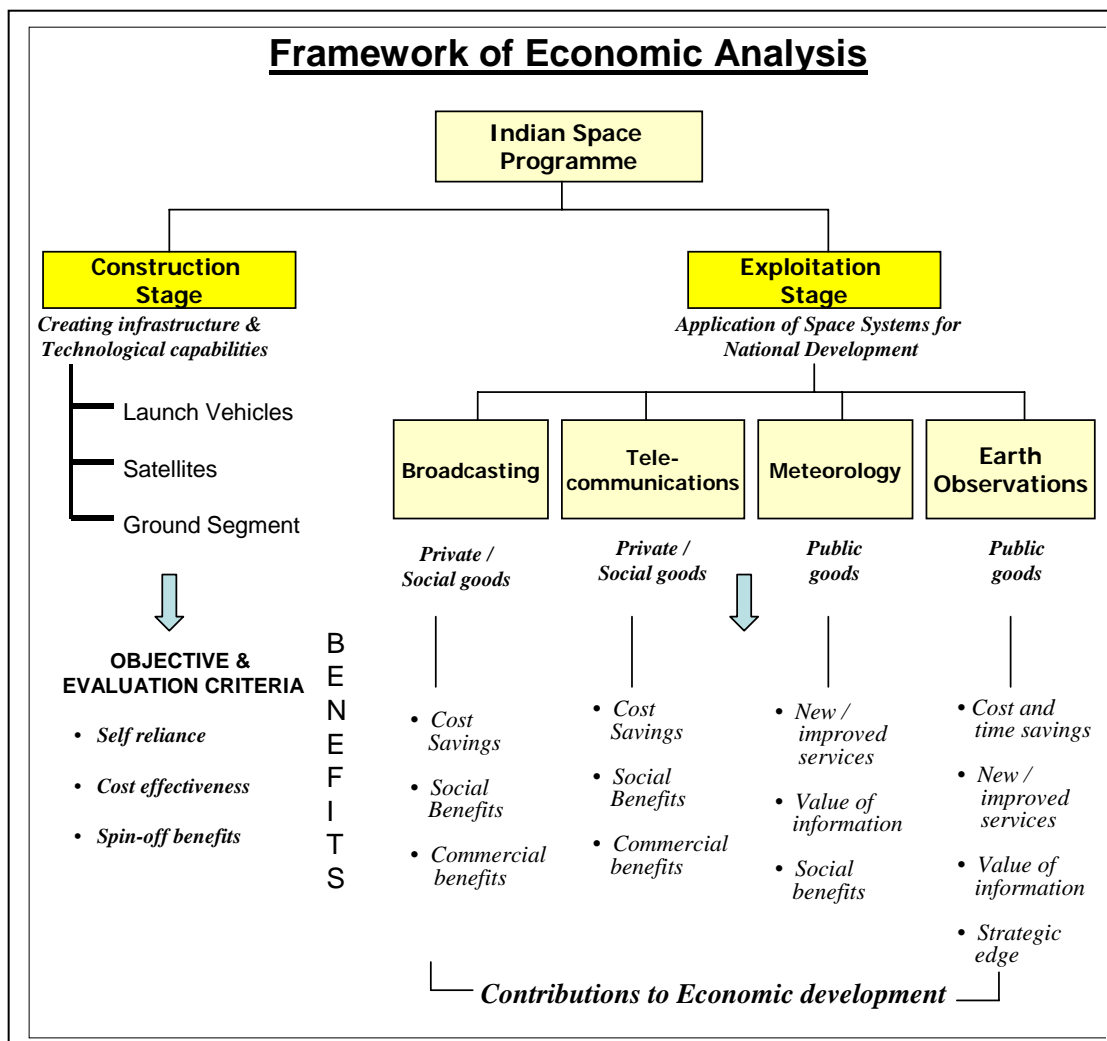 Framework of Economic Analysis
Indian Space
Programme
Construction
Stage
Creating infrastructure &
Technological capabilities
Launch Vehicles
Satellites
Ground Segment
OBJECTIVE &
EVALUATION CRITERIA
• Self reliance
• Cost effectiveness
• Spin-off benefits
Exploitation
Stage
Application of Space Systems for
National Development
B
E
N
E
F
I
T
S
Broadcasting
Private /
Social goods
• Cost
Savings
• Social
Benefits
• Commercial
benefits
Tele-
communications
Private /
Social goods
• Cost
Savings
• Social
Benefits
• Commercial
benefits
Meteorology
Public
goods
• New /
improved
services
• Value of
information
• Social
benefits
Earth
Observations
Public
goods
• Cost and
time savings
• New /
improved
services
• Value of
information
• Strategic
edge
Contributions to Economic development